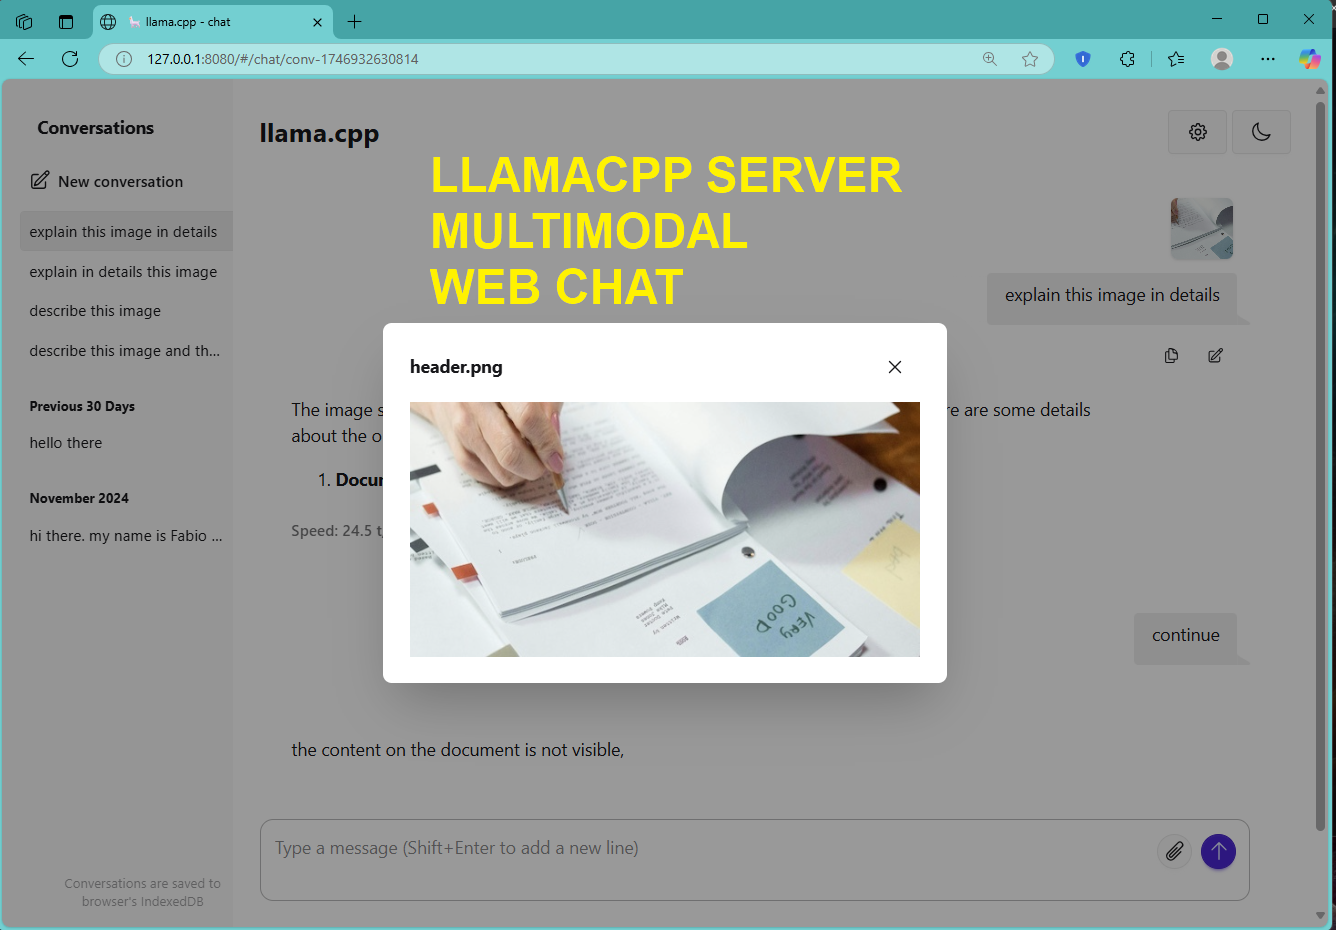 llama.cpp - chat
127.0.0.1:8080/#/chat/conv-1746932630814
Conversations
New conversation
explain this image in details
explain in details this image
describe this image
describe this image and th...
Previous 30 Days
hello there
November 2024
hi there. my name is Fabio ...
Conversations are saved to
browser's IndexedDB
llama.cpp
LLAMACPP SERVER
MULTIMODAL
WEB CHAT
explain this image in details
header.png
VERY
GOOD
The image s
re are some details
about the o
1. Docur
Speed: 24.5 t
continue
the content on the document is not visible,
Type a message (Shift+Enter to add a new line)